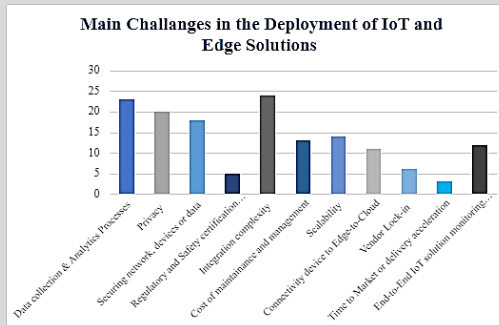 Main Challanges in the Deployment of IoT and
Edge Solutions
30
25
20
15
10
5
0
Data collection & Analytics Processes
Privacy
Securing network, devices or data
Regulatory and Safety certification...
Integration complexity
Cost of maintainance and management
Scalability
Connectivity device to Edge-to-Cloud
Vendor Lock-in
Time to Market or delivery acceleration
End-to-End IoT solution monitoring...